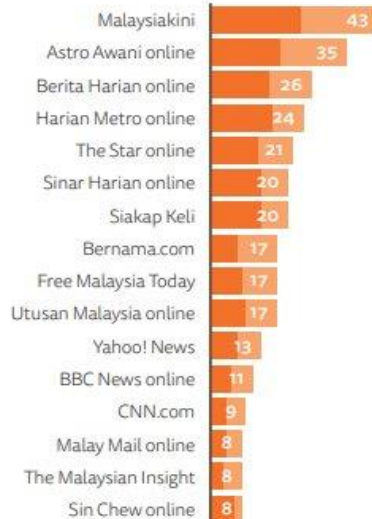 Malaysiakini 43
Astro Awani online 35
Berita Harian online 26
Harian Metro online 24
The Star online 21
Sinar Harian online 20
Siakap Keli 20
Bernama.com 17
Free Malaysia Today 17
Utusan Malaysia online 17
Yahoo! News 13
BBC News online 11
CNN.com 9
Malay Mail online 8
The Malaysian Insight 8
Sin Chew online 8